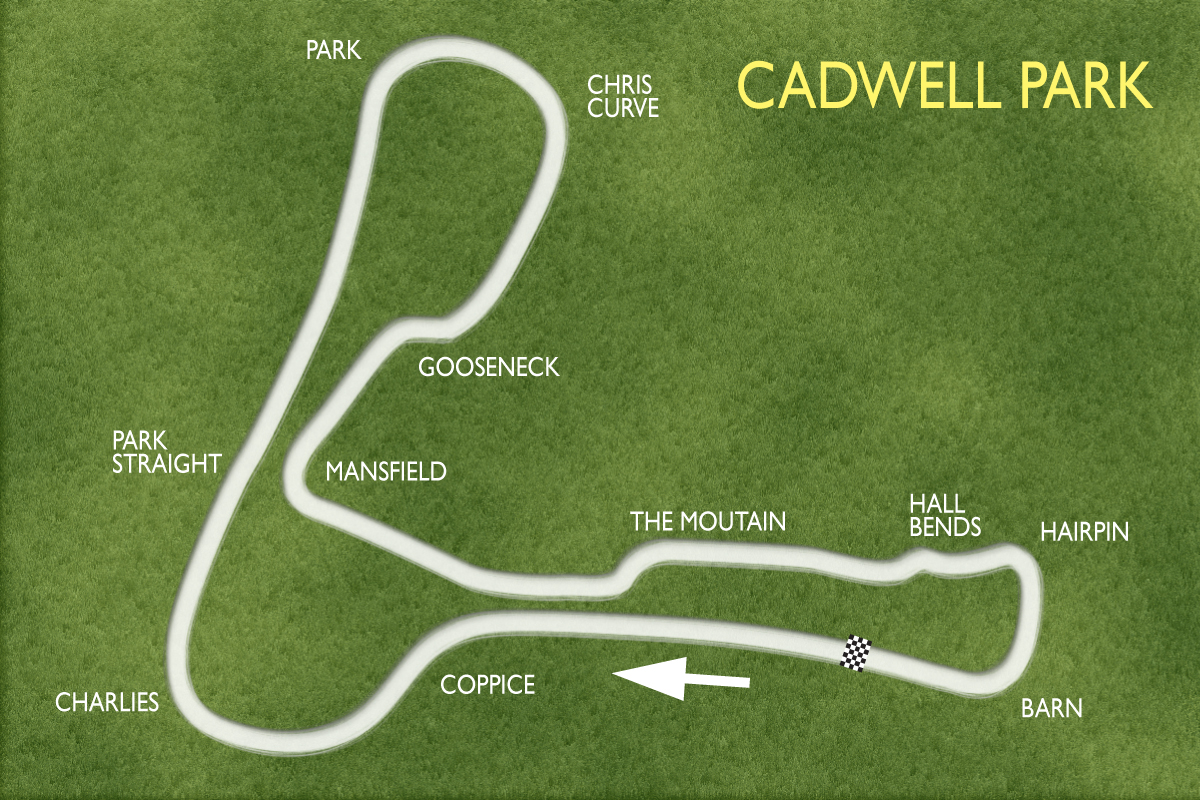 PARK
CADWELL PARK
CHRIS
CURVE
GOOSENECK
PARK
STRAIGHT
MANSFIELD
THE MOUTAIN
HALL
BENDS
HAIRPIN
CHARLIES
COPPICE
BARN